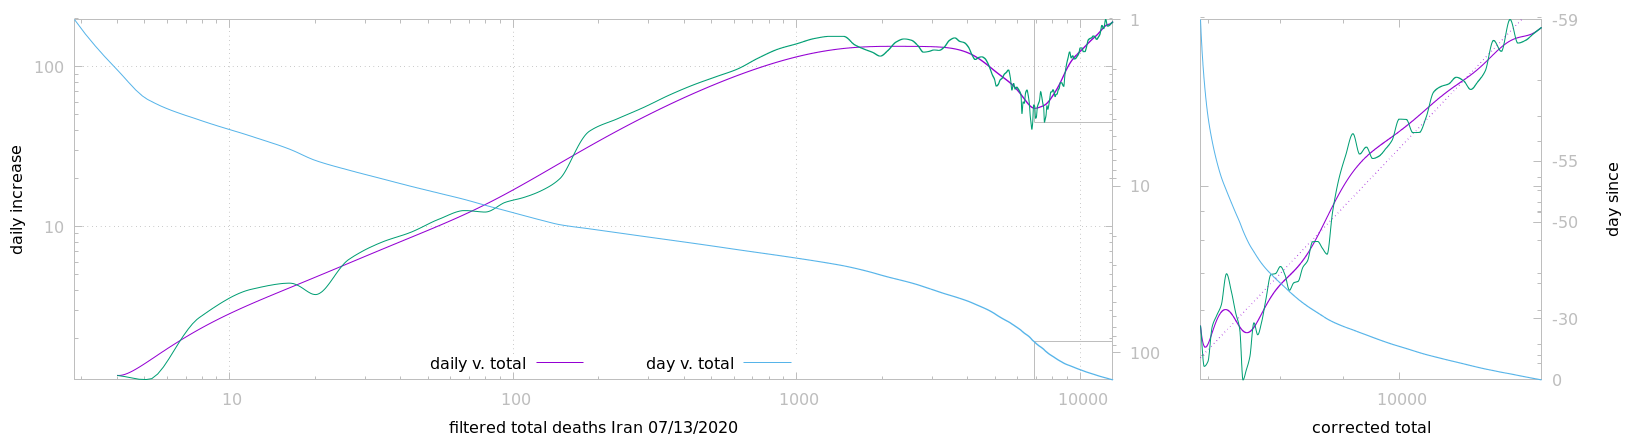 daily increase
100
10
10
100
1000
10000
1
10
100
daily v. total
day v. total
filtered total deaths Iran 07/13/2020
-59
-55
-50
-30
0
day since
10000
corrected total